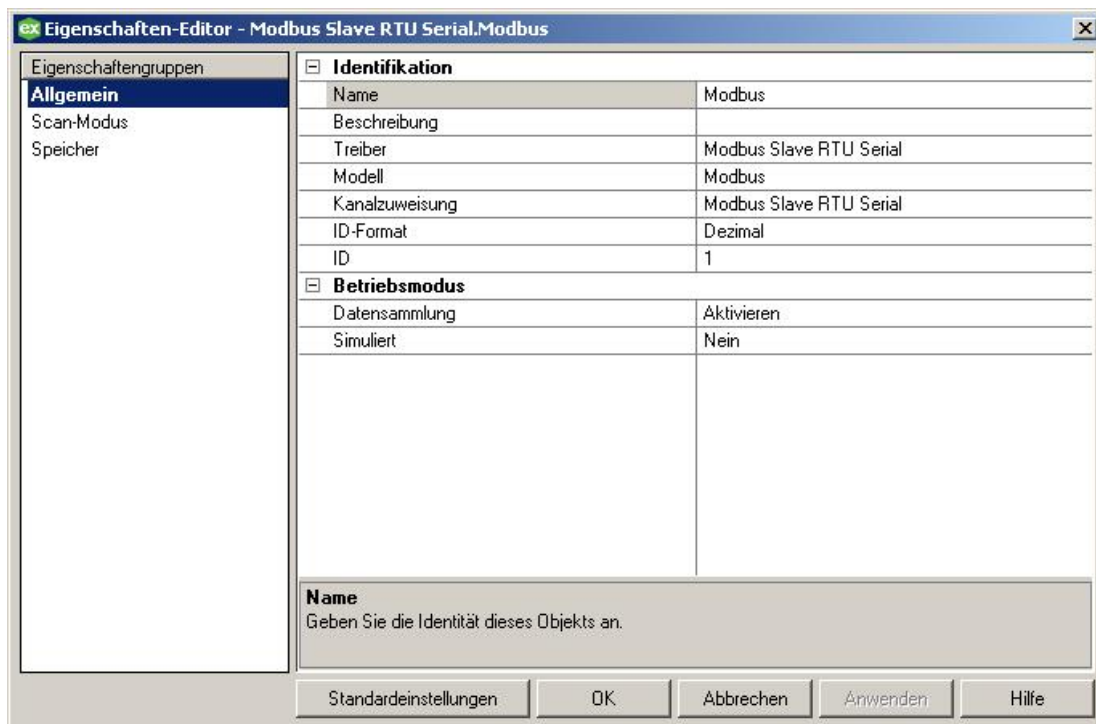 ex Eigenschaften-Editor - Modbus Slave RTU Serial.Modbus
Eigenschaftengruppen
Allgemein
Scan-Modus
Speicher
Identifikation
Name Modbus
Beschreibung
Treiber Modbus Slave RTU Serial
Modell Modbus
Kanalzuweisung Modbus Slave RTU Serial
ID-Format Dezimal
ID 1
Betriebsmodus
Datensammlung Aktivieren
Simuliert Nein
Name
Geben Sie die Identität dieses Objekts an.
Standardeinstellungen OK Abbrechen Anwenden Hilfe